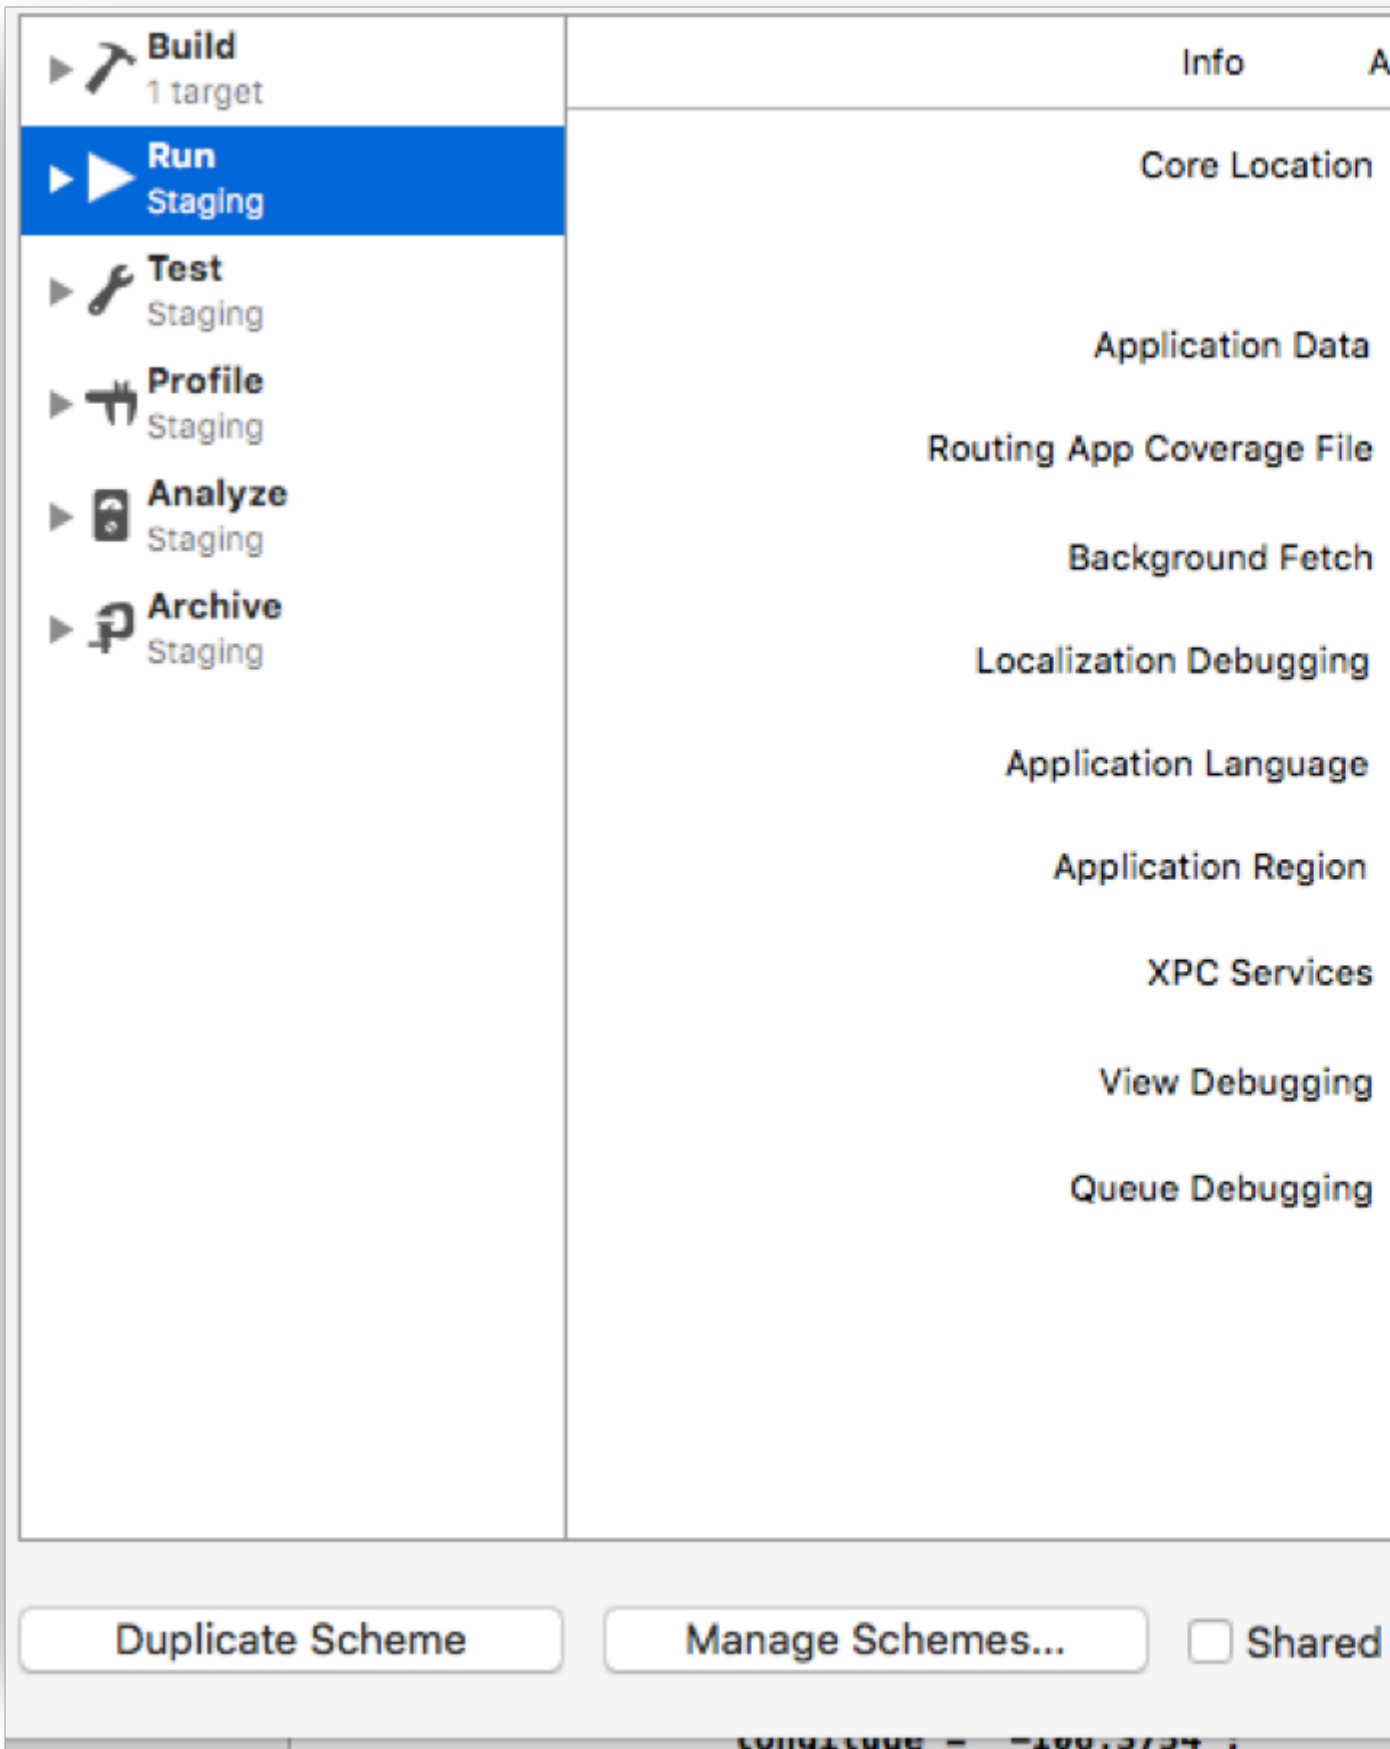 Build
1 target
Run
Staging
Test
Staging
Profile
Staging
Analyze
Staging
Archive
Staging
Info
Core Location
Application Data
Routing App Coverage File
Background Fetch
Localization Debugging
Application Language
Application Region
XPC Services
View Debugging
Queue Debugging
Duplicate Scheme
Manage Schemes...
Shared